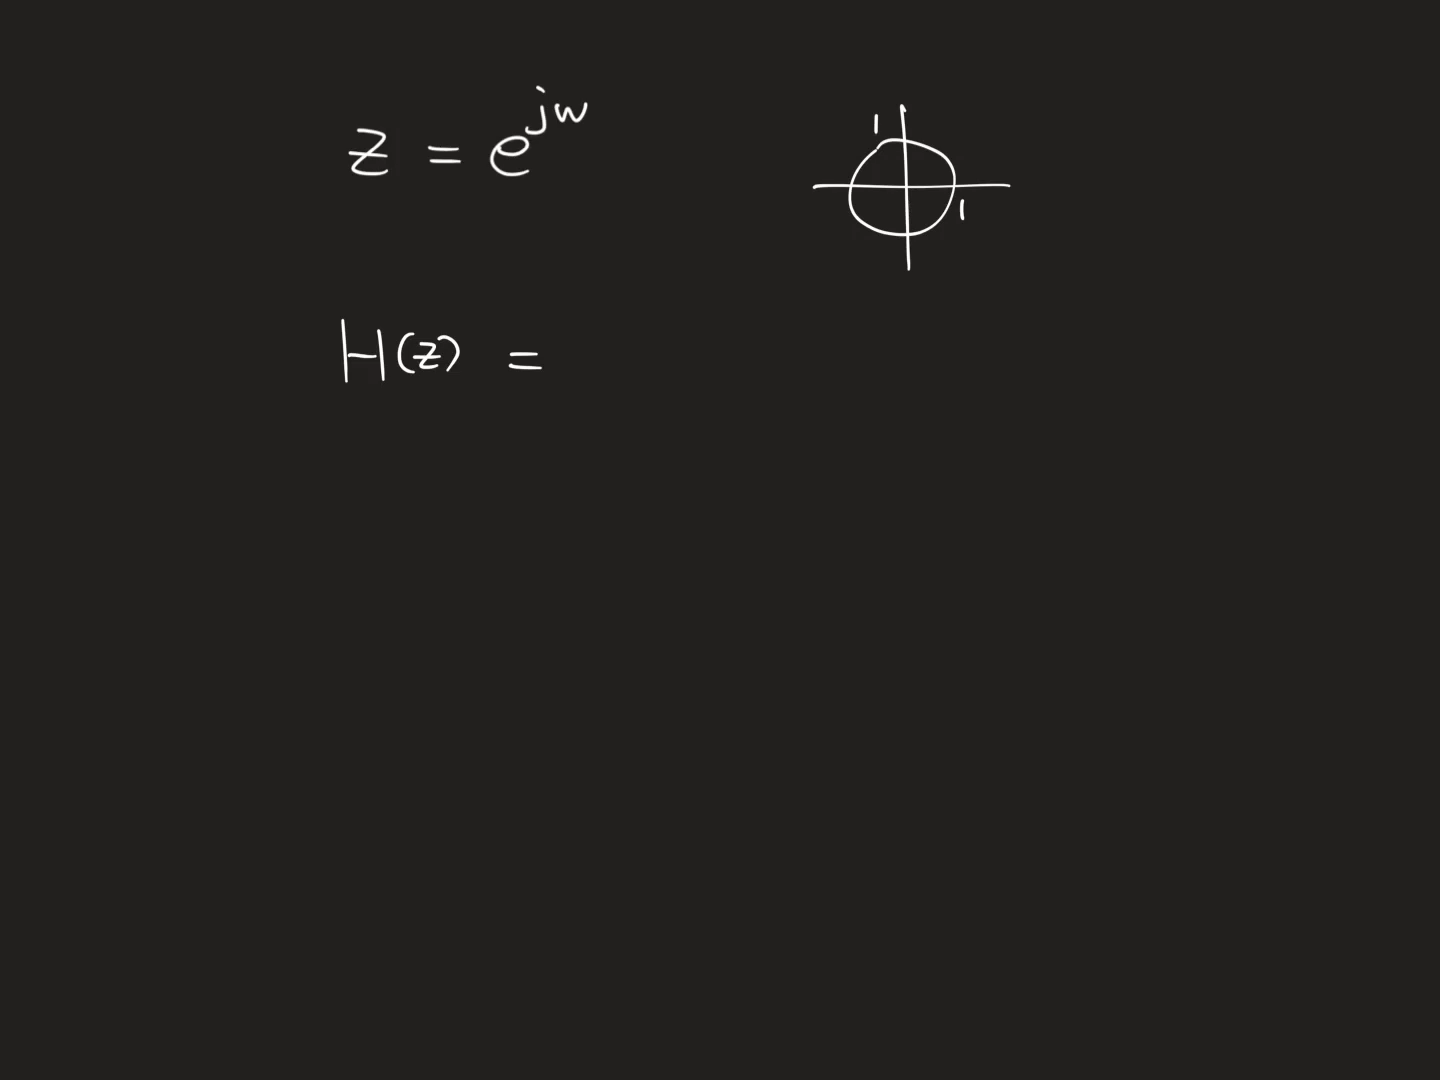 z = e^{jw}
1
1
H(z) =